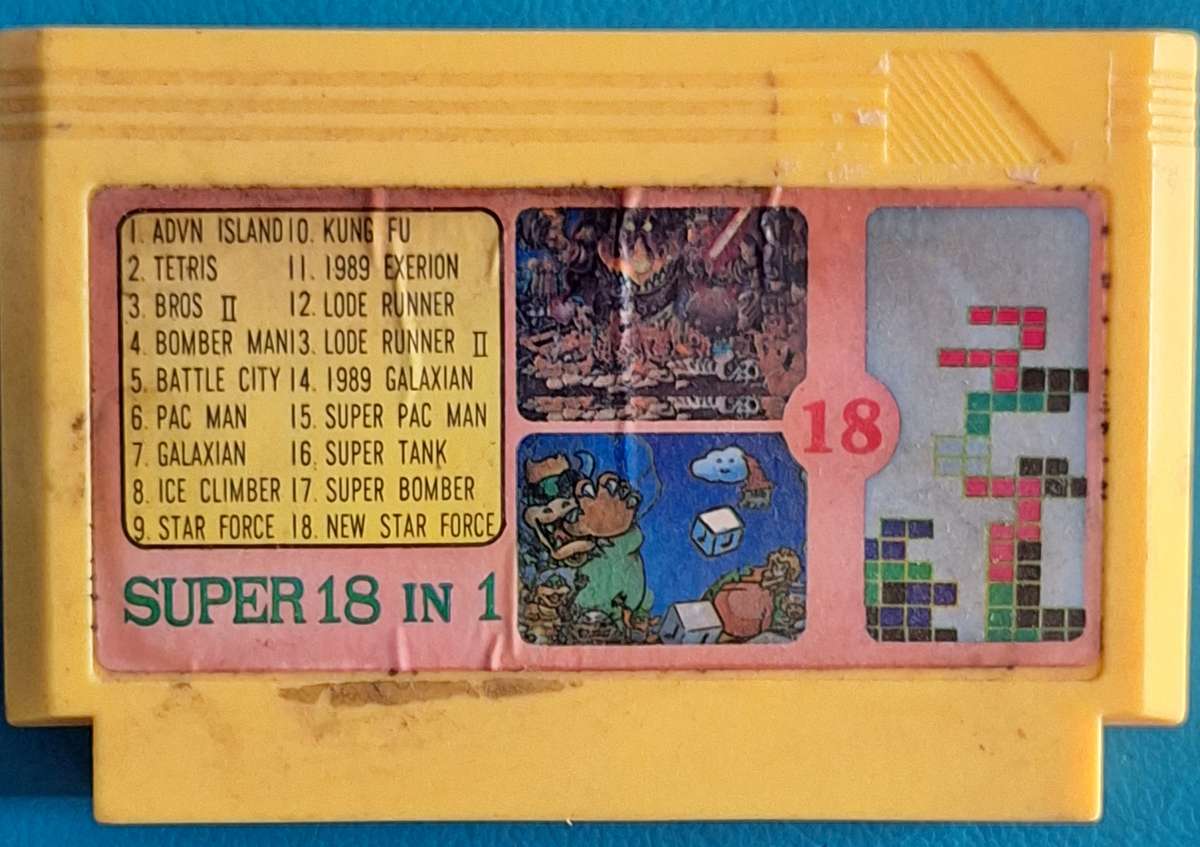 1. ADVN ISLAND 10. KUNG FU
2. TETRIS 11. 1989 EXERION
3. BROS II 12. LODE RUNNER
4. BOMBER MAN 13. LODE RUNNER II
5. BATTLE CITY 14. 1989 GALAXIAN
6. PAC MAN 15. SUPER PAC MAN
7. GALAXIAN 16. SUPER TANK
8. ICE CLIMBER 17. SUPER BOMBER
9. STAR FORCE 18. NEW STAR FORCE
SUPER 18 IN 1
18